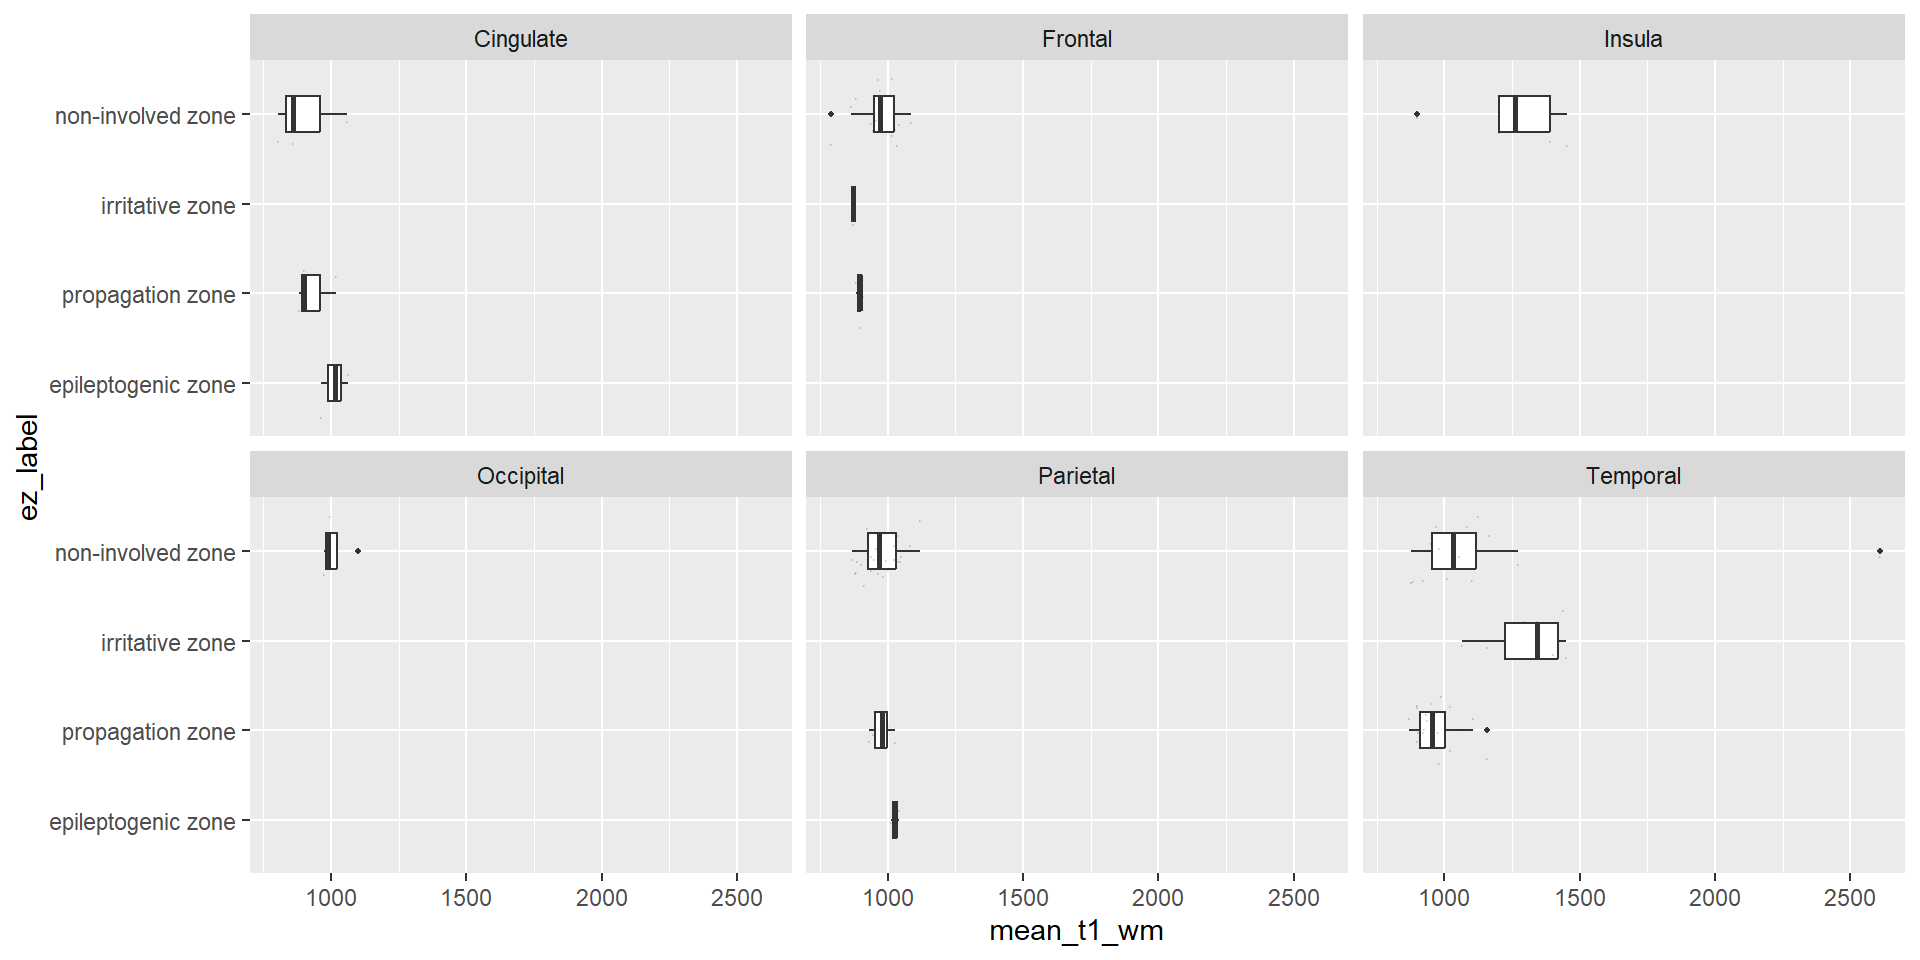 Cingulate
Frontal
Insula
non-involved zone
irritative zone
propagation zone
epileptogenic zone
ez_label
Occipital
Parietal
Temporal
non-involved zone
irritative zone
propagation zone
epileptogenic zone
1000 1500 2000 2500
1000 1500 2000 2500
1000 1500 2000 2500
mean_t1_wm